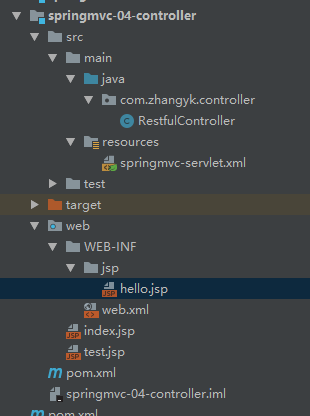 springmvc-04-controller
src
main
java
com.zhangyk.controller
RestfulController
resources
springmvc-servlet.xml
test
target
web
WEB-INF
jsp
hello.jsp
web.xml
index.jsp
test.jsp
pom.xml
springmvc-04-controller.iml
pom.xml